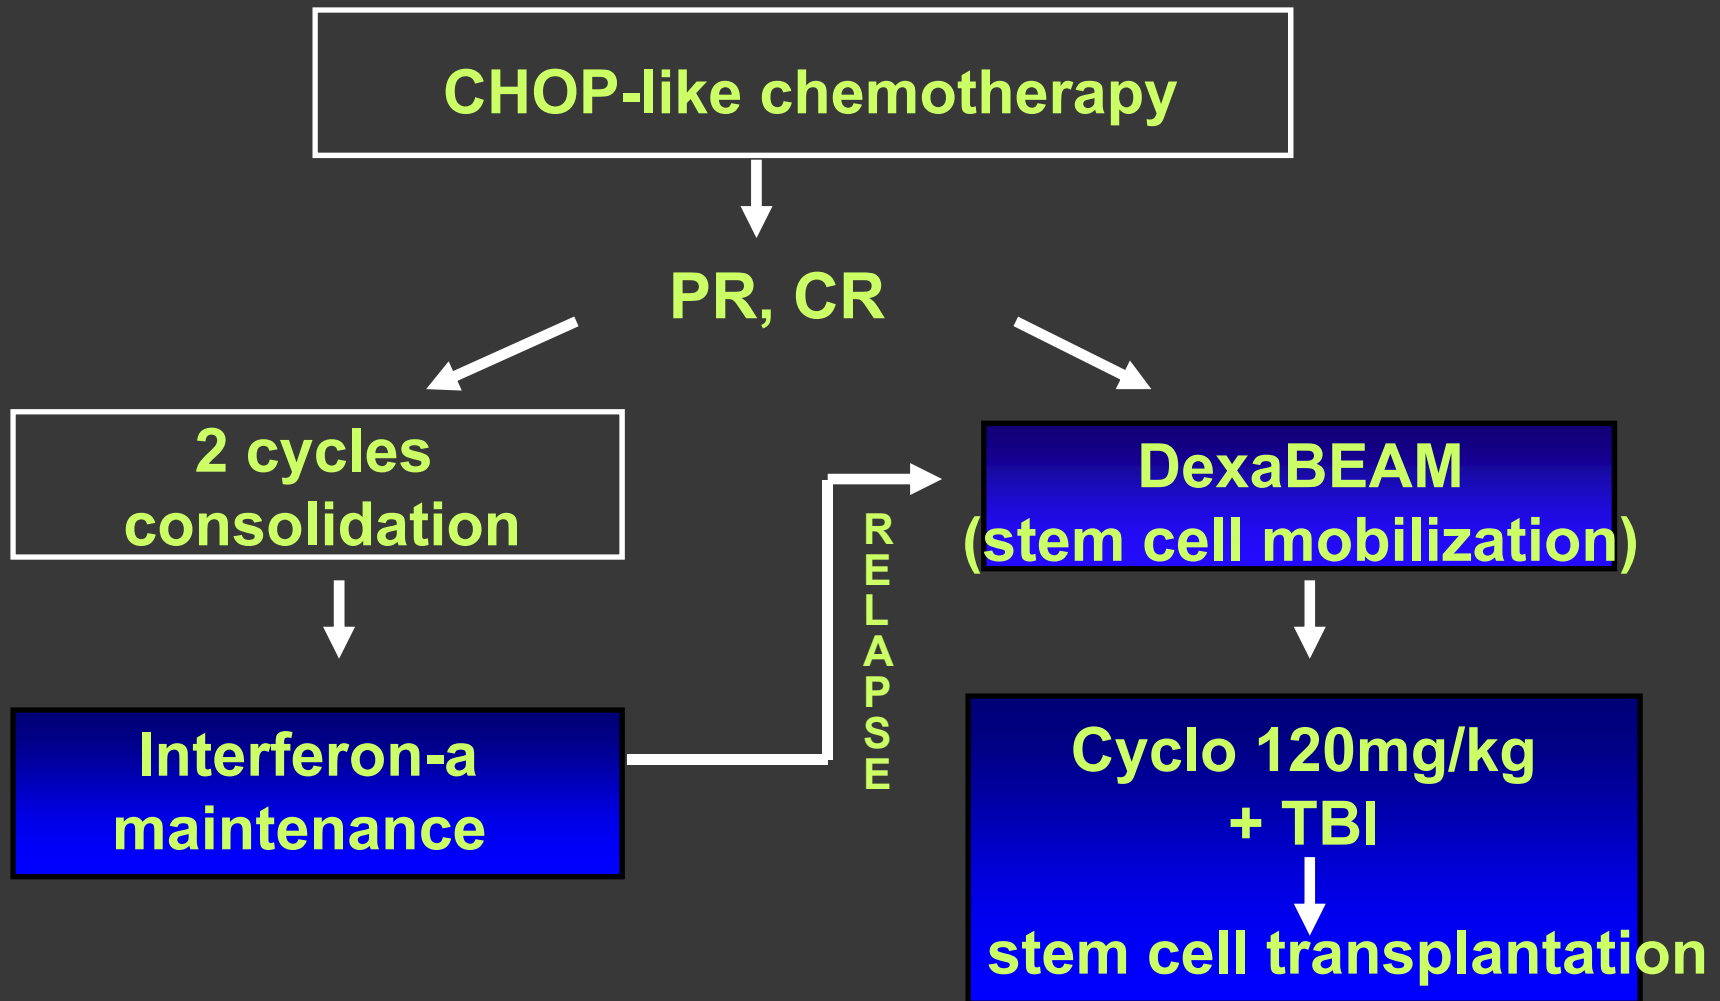 CHOP-like chemotherapy
PR, CR
2 cycles
consolidation
Interferon-a
maintenance
RELAPSE
DexaBEAM
(stem cell mobilization)
Cyclo 120mg/kg
+ TBI
stem cell transplantation